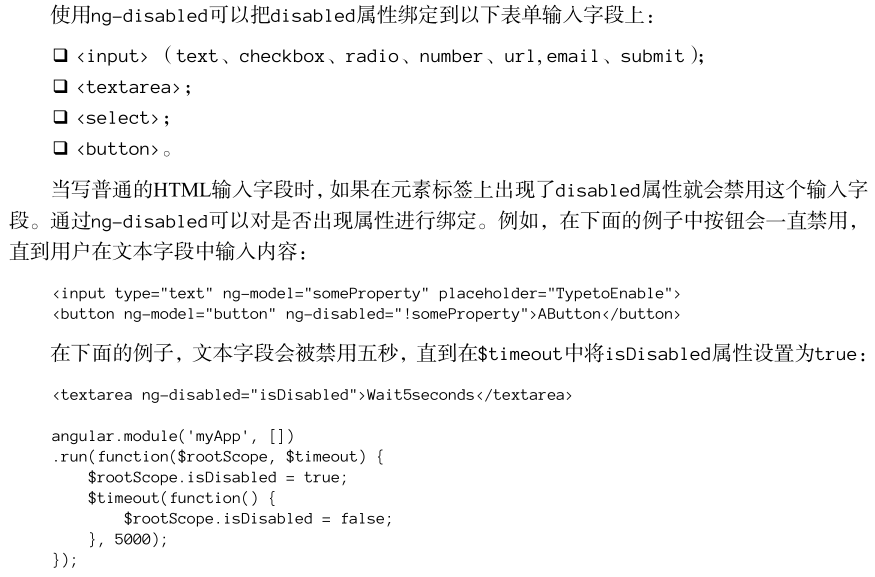 使用ng-disabled可以把disabled属性绑定到以下表单输入字段上：
❑ <input> （text、checkbox、radio、number、url,email、submit）;
❑ <textarea>；
❑ <select>；
❑ <button>。
当写普通的HTML输入字段时，如果在元素标签上出现了disabled属性就会禁用这个输入字
段。通过ng-disabled可以对是否出现属性进行绑定。例如，在下面的例子中按钮会一直禁用，
直到用户在文本字段中输入内容：
<input type="text" ng-model="someProperty" placeholder="TypetoEnable">
<button ng-model="button" ng-disabled="!someProperty">AButton</button>
在下面的例子，文本字段会被禁用五秒，直到在$timeout中将isDisabled属性设置为true：
<textarea ng-disabled="isDisabled">Wait5seconds</textarea>
angular.module('myApp', [])
.run(function($rootScope, $timeout) {
    $rootScope.isDisabled = true;
    $timeout(function() {
        $rootScope.isDisabled = false;
    }, 5000);
});